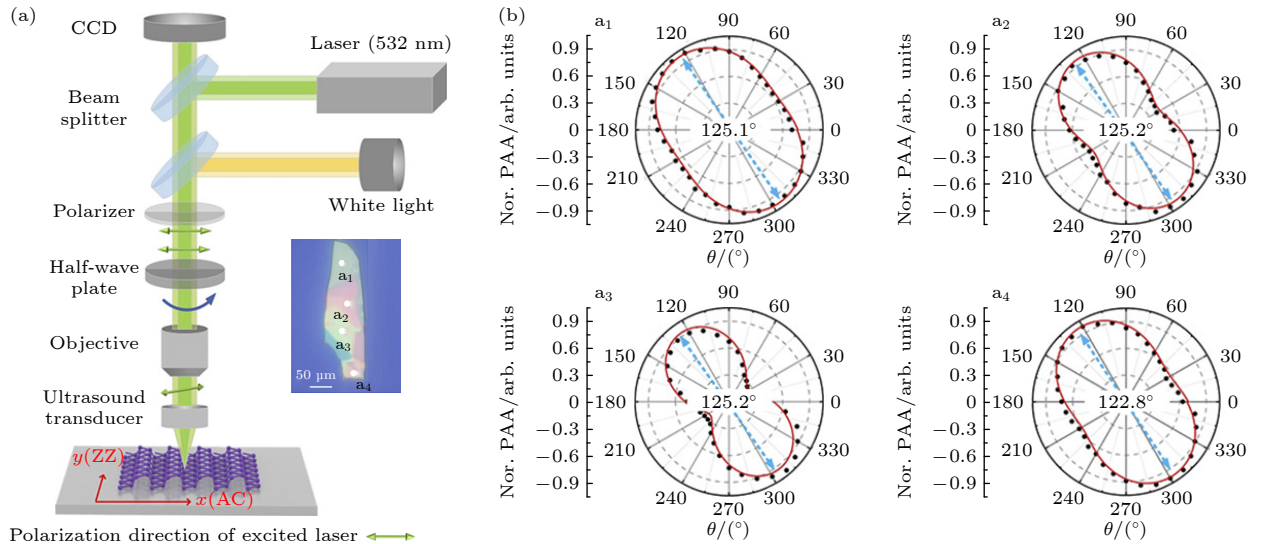 (a)
CCD
Laser (532 nm)
Beam
splitter
White light
Polarizer
Half-wave
plate
a1
a2
a3
a4
50 µm
Objective
Ultrasound
transducer
y(ZZ)
x(AC)
Polarization direction of excited laser
(b)
a1
Nor. PAA/arb. units
0.9
0.6
0.3
0
−0.3
−0.6
−0.9
90
120
60
150
30
180
0
210
330
240
300
270
125.1°
θ/(°)
a2
Nor. PAA/arb. units
0.9
0.6
0.3
0
−0.3
−0.6
−0.9
90
120
60
150
30
180
0
210
330
240
300
270
125.2°
θ/(°)
a3
Nor. PAA/arb. units
0.9
0.6
0.3
0
−0.3
−0.6
−0.9
90
120
60
150
30
180
0
210
330
240
300
270
125.2°
θ/(°)
a4
Nor. PAA/arb. units
0.9
0.6
0.3
0
−0.3
−0.6
−0.9
90
120
60
150
30
180
0
210
330
240
300
270
122.8°
θ/(°)